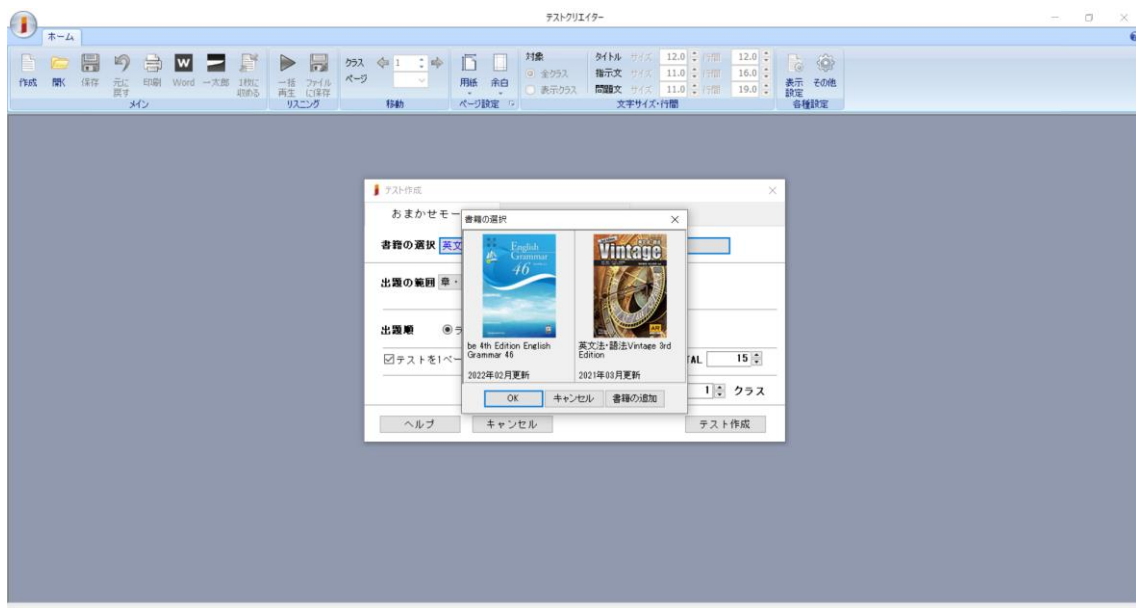 テストクリエイター
ホーム
作成 開く 保存 元に戻す 印刷 Word 一太郎 1枚に収める
メイン
一括再生 ファイルに保存
リスニング
クラス 1
ページ
移動
用紙 余白
ページ設定
対象
全クラス
表示クラス
タイトル サイズ 12.0 行間 12.0
指示文 サイズ 11.0 行間 16.0
問題文 サイズ 11.0 行間 19.0
文字サイズ・行間
表示設定 その他
各種設定
テスト作成
おまかせモー
書籍の選択 英文
出題の範囲 章・
出題順
テストを1ペー
TAL 15
1 クラス
ヘルプ キャンセル テスト作成
書籍の選択
English
Grammar
46
Vintage
be 4th Edition English
Grammar 46
2022年02月更新
英文法・語法Vintage 3rd
Edition
2021年03月更新
OK キャンセル 書籍の追加